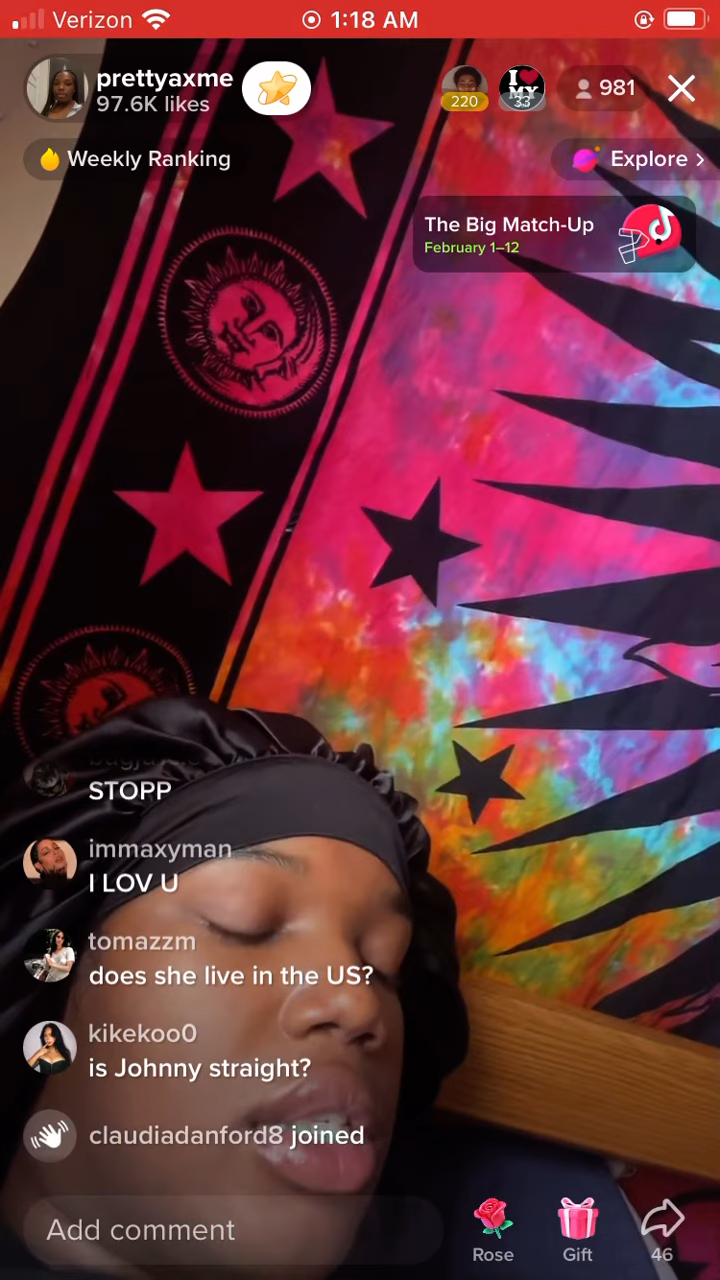 Verizon
1:18 AM
prettyaxme
97.6K likes
220
I MY
33
981
Weekly Ranking
Explore >
The Big Match-Up
February 1–12
STOPP
immaxyman
I LOV U
tomazzm
does she live in the US?
kikekoo0
is Johnny straight?
claudiadanford8 joined
Add comment
Rose
Gift
46